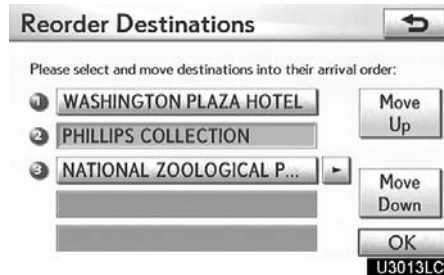 Reorder Destinations
Please select and move destinations into their arrival order:
1 WASHINGTON PLAZA HOTEL
Move Up
2 PHILLIPS COLLECTION
3 NATIONAL ZOOLOGICAL P...
Move Down
OK
U3013LC